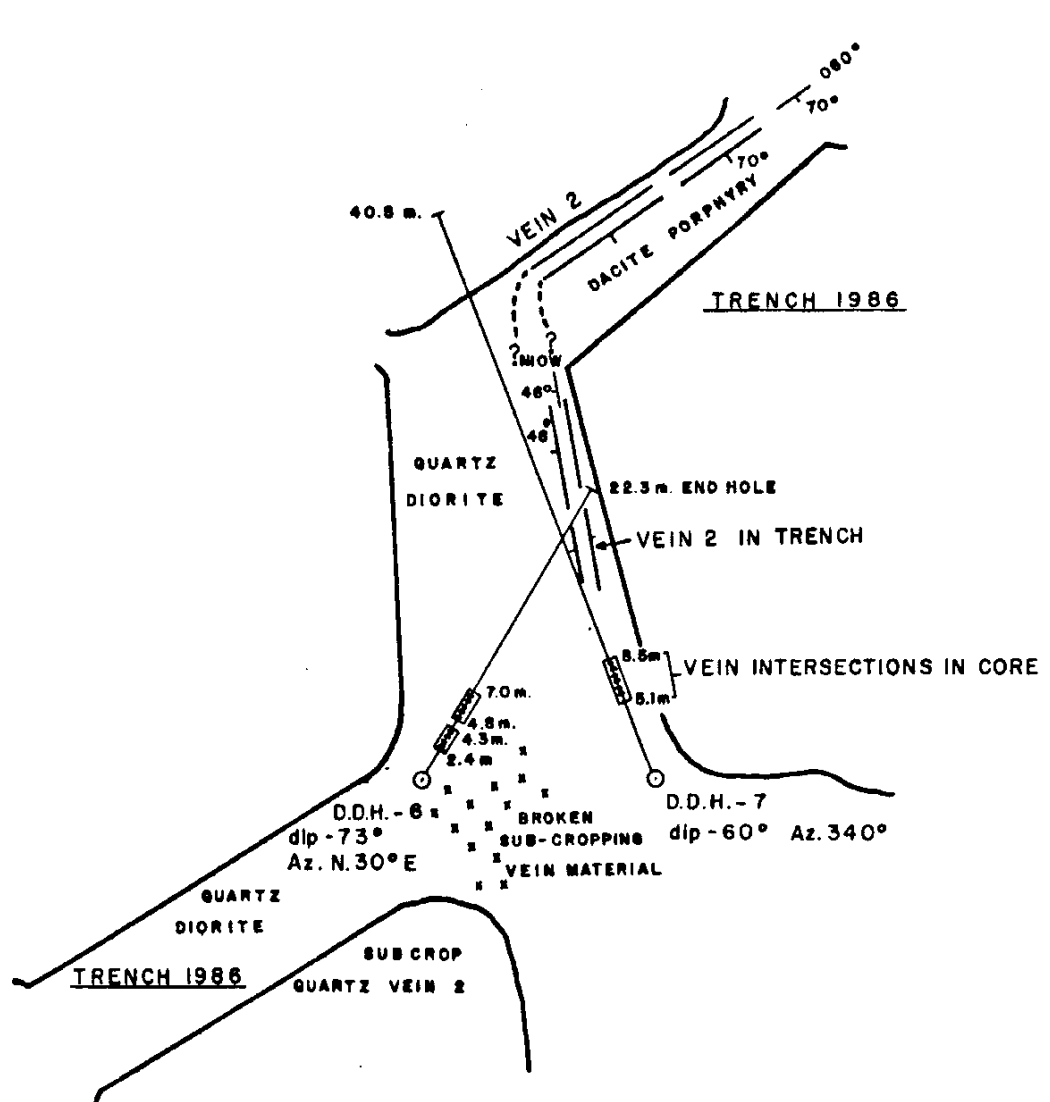 060°
70°
70°
40.8 m.
VEIN 2
DACITE PORPHYRY
TRENCH 1986
?
?
46°
46°
QUARTZ
DIORITE
22.3 m. END HOLE
VEIN 2 IN TRENCH
8.5m
VEIN INTERSECTIONS IN CORE
5.1m
7.0 m.
4.8 m.
4.3 m.
2.4 m
D.D.H. - 6
dip - 73°
Az. N. 30° E
D.D.H. - 7
dip - 60° Az. 340°
BROKEN
SUB-CROPPING
VEIN MATERIAL
QUARTZ
DIORITE
TRENCH 1986
SUBCROP
QUARTZ VEIN 2